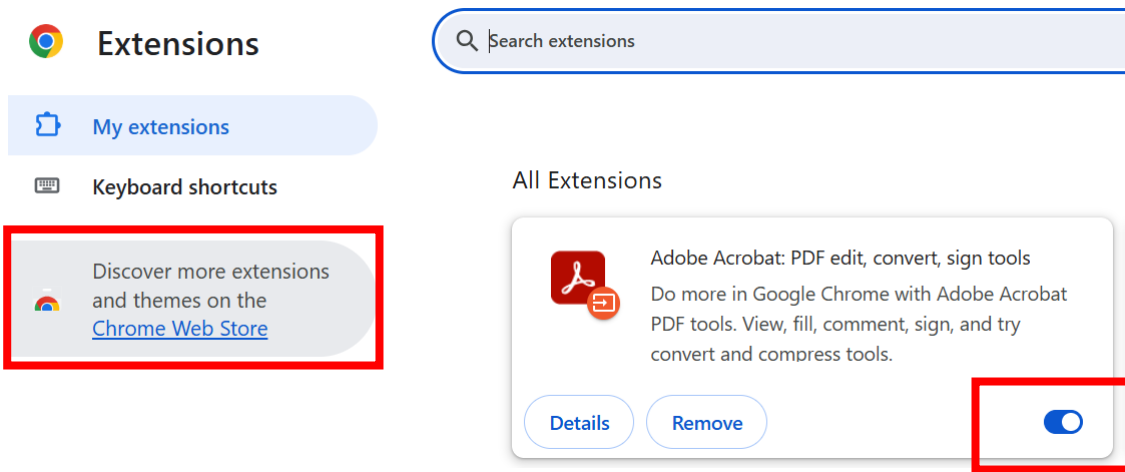 Extensions
Search extensions
My extensions
Keyboard shortcuts
Discover more extensions
and themes on the
Chrome Web Store
All Extensions
Adobe Acrobat: PDF edit, convert, sign tools
Do more in Google Chrome with Adobe Acrobat
PDF tools. View, fill, comment, sign, and try
convert and compress tools.
Details
Remove